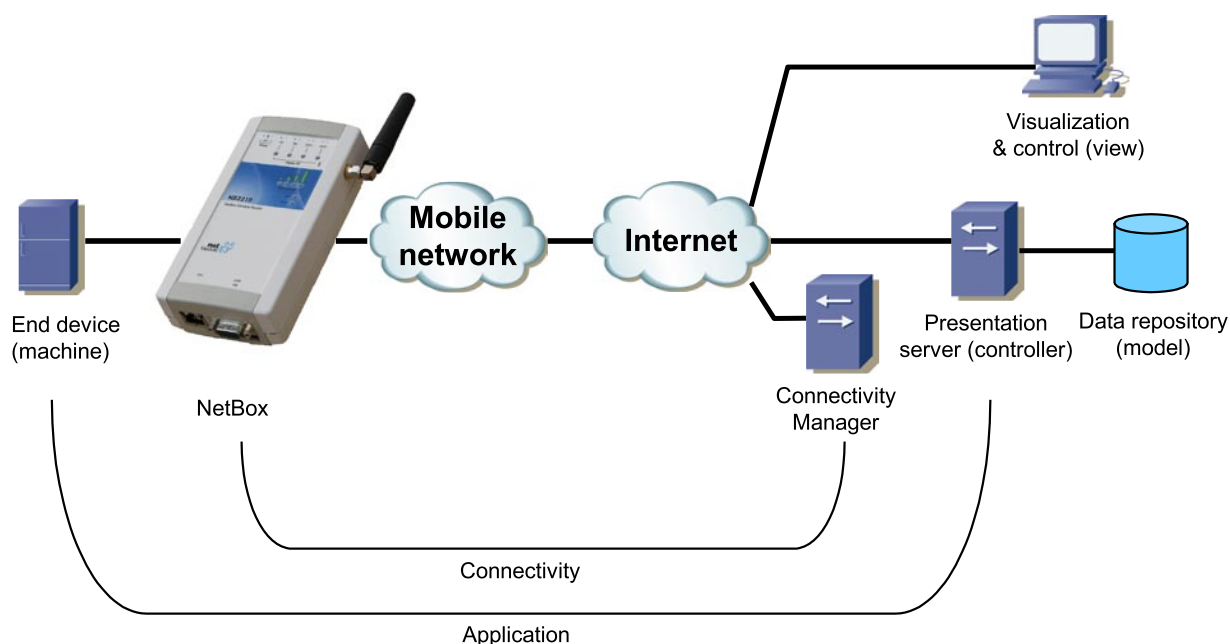 Visualization
& control (view)
Mobile
network
Internet
End device
(machine)
Presentation
server (controller)
Data repository
(model)
NetBox
Connectivity
Manager
Connectivity
Application